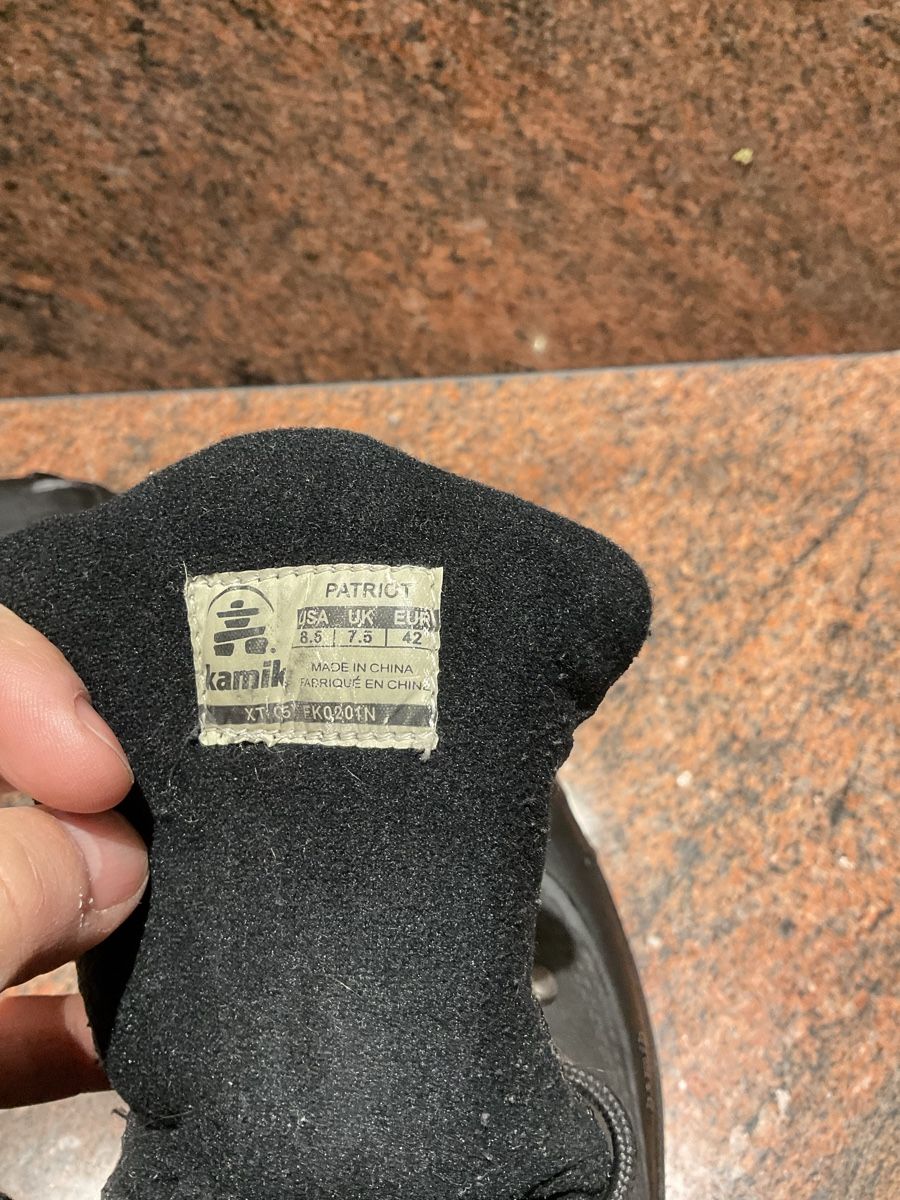 PATRIOT
USA UK EUR
8.5 | 7.5 | 42
kamik
MADE IN CHINA
FABRIQUÉ EN CHINE
EK0201N